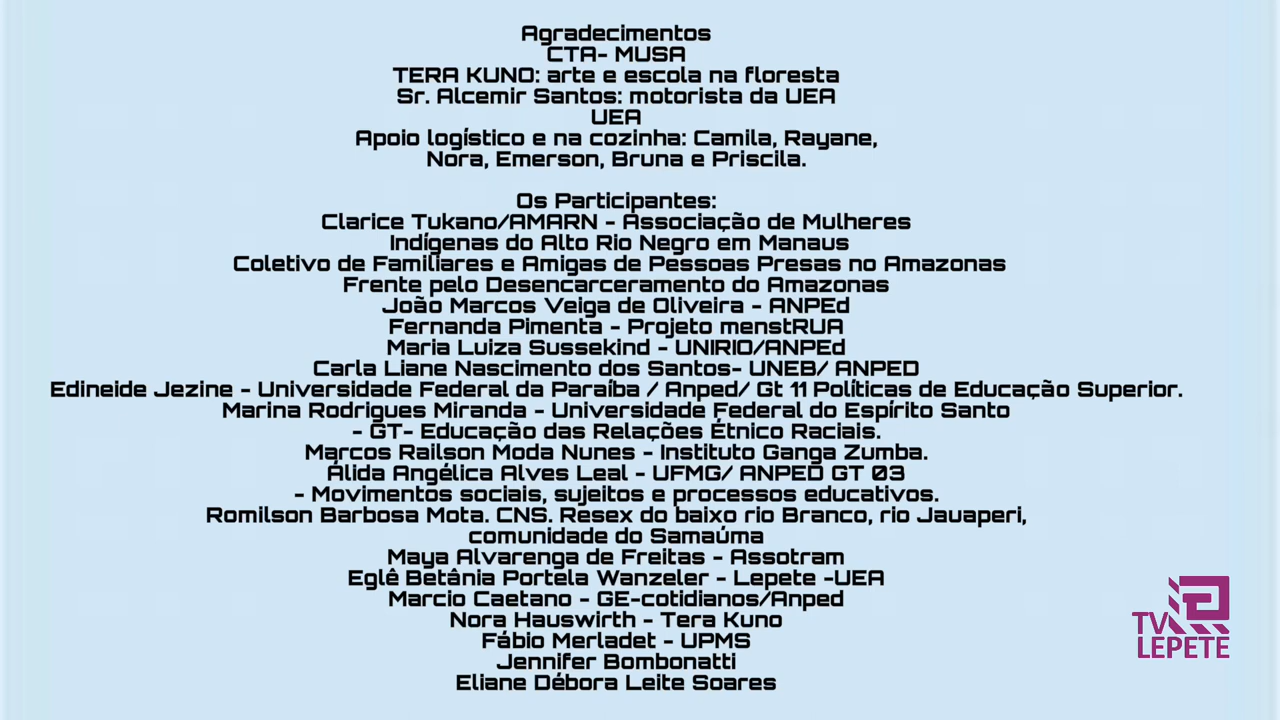 Agradecimentos
CTA- MUSA
TERA KUNO: arte e escola na floresta
Sr. Alcemir Santos: motorista da UEA
UEA
Apoio logístico e na cozinha: Camila, Rayane,
Nora, Emerson, Bruna e Priscila.
Os Participantes:
Clarice Tukano/AMARN - Associação de Mulheres
Indígenas do Alto Rio Negro em Manaus
Coletivo de Familiares e Amigas de Pessoas Presas no Amazonas
Frente pelo Desencarceramento do Amazonas
João Marcos Veiga de Oliveira - ANPEd
Fernanda Pimenta - Projeto menstRUA
Maria Luiza Sussekind - UNIRIO/ANPEd
Carla Liane Nascimento dos Santos- UNEB/ ANPED
Edineide Jezine - Universidade Federal da Paraíba / Anped/ Gt 11 Políticas de Educação Superior.
Marina Rodrigues Miranda - Universidade Federal do Espírito Santo
- GT- Educação das Relações Étnico Raciais.
Marcos Railson Moda Nunes - Instituto Ganga Zumba.
Álida Angélica Alves Leal - UFMG/ ANPED GT 03
- Movimentos sociais, sujeitos e processos educativos.
Romilson Barbosa Mota. CNS. Resex do baixo rio Branco, rio Jauaperi,
comunidade do Samaúma
Maya Alvarenga de Freitas - Assotram
Eglê Betânia Portela Wanzeler - Lepete -UEA
Marcio Caetano - GE-cotidianos/Anped
Nora Hauswirth - Tera Kuno
Fábio Merladet - UPMS
Jennifer Bombonatti
Eliane Débora Leite Soares
TV
LEPETE